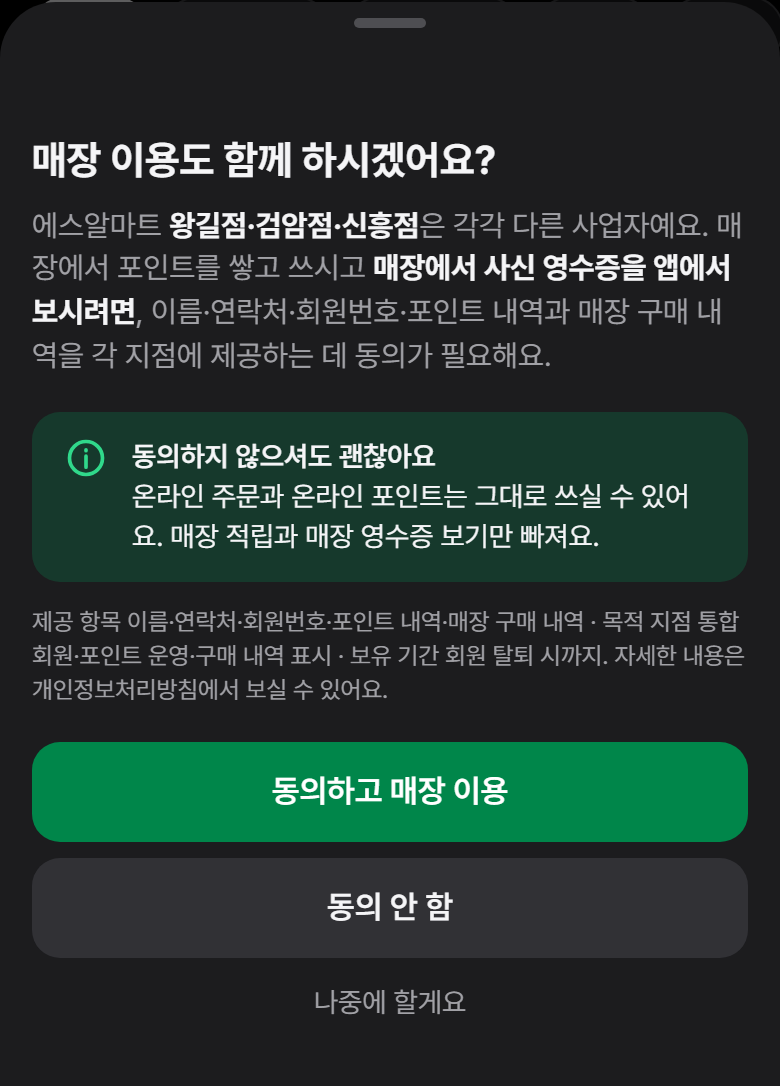 매장 이용도 함께 하시겠어요?
에스알마트 왕길점·검암점·신흥점은 각각 다른 사업자예요. 매
장에서 포인트를 쌓고 쓰시고 매장에서 사신 영수증을 앱에서
보시려면, 이름·연락처·회원번호·포인트 내역과 매장 구매 내
역을 각 지점에 제공하는 데 동의가 필요해요.
동의하지 않으셔도 괜찮아요
온라인 주문과 온라인 포인트는 그대로 쓰실 수 있어
요. 매장 적립과 매장 영수증 보기만 빠져요.
제공 항목 이름·연락처·회원번호·포인트 내역·매장 구매 내역 · 목적 지점 통합
회원·포인트 운영·구매 내역 표시 · 보유 기간 회원 탈퇴 시까지. 자세한 내용은
개인정보처리방침에서 보실 수 있어요.
동의하고 매장 이용
동의 안 함
나중에 할게요